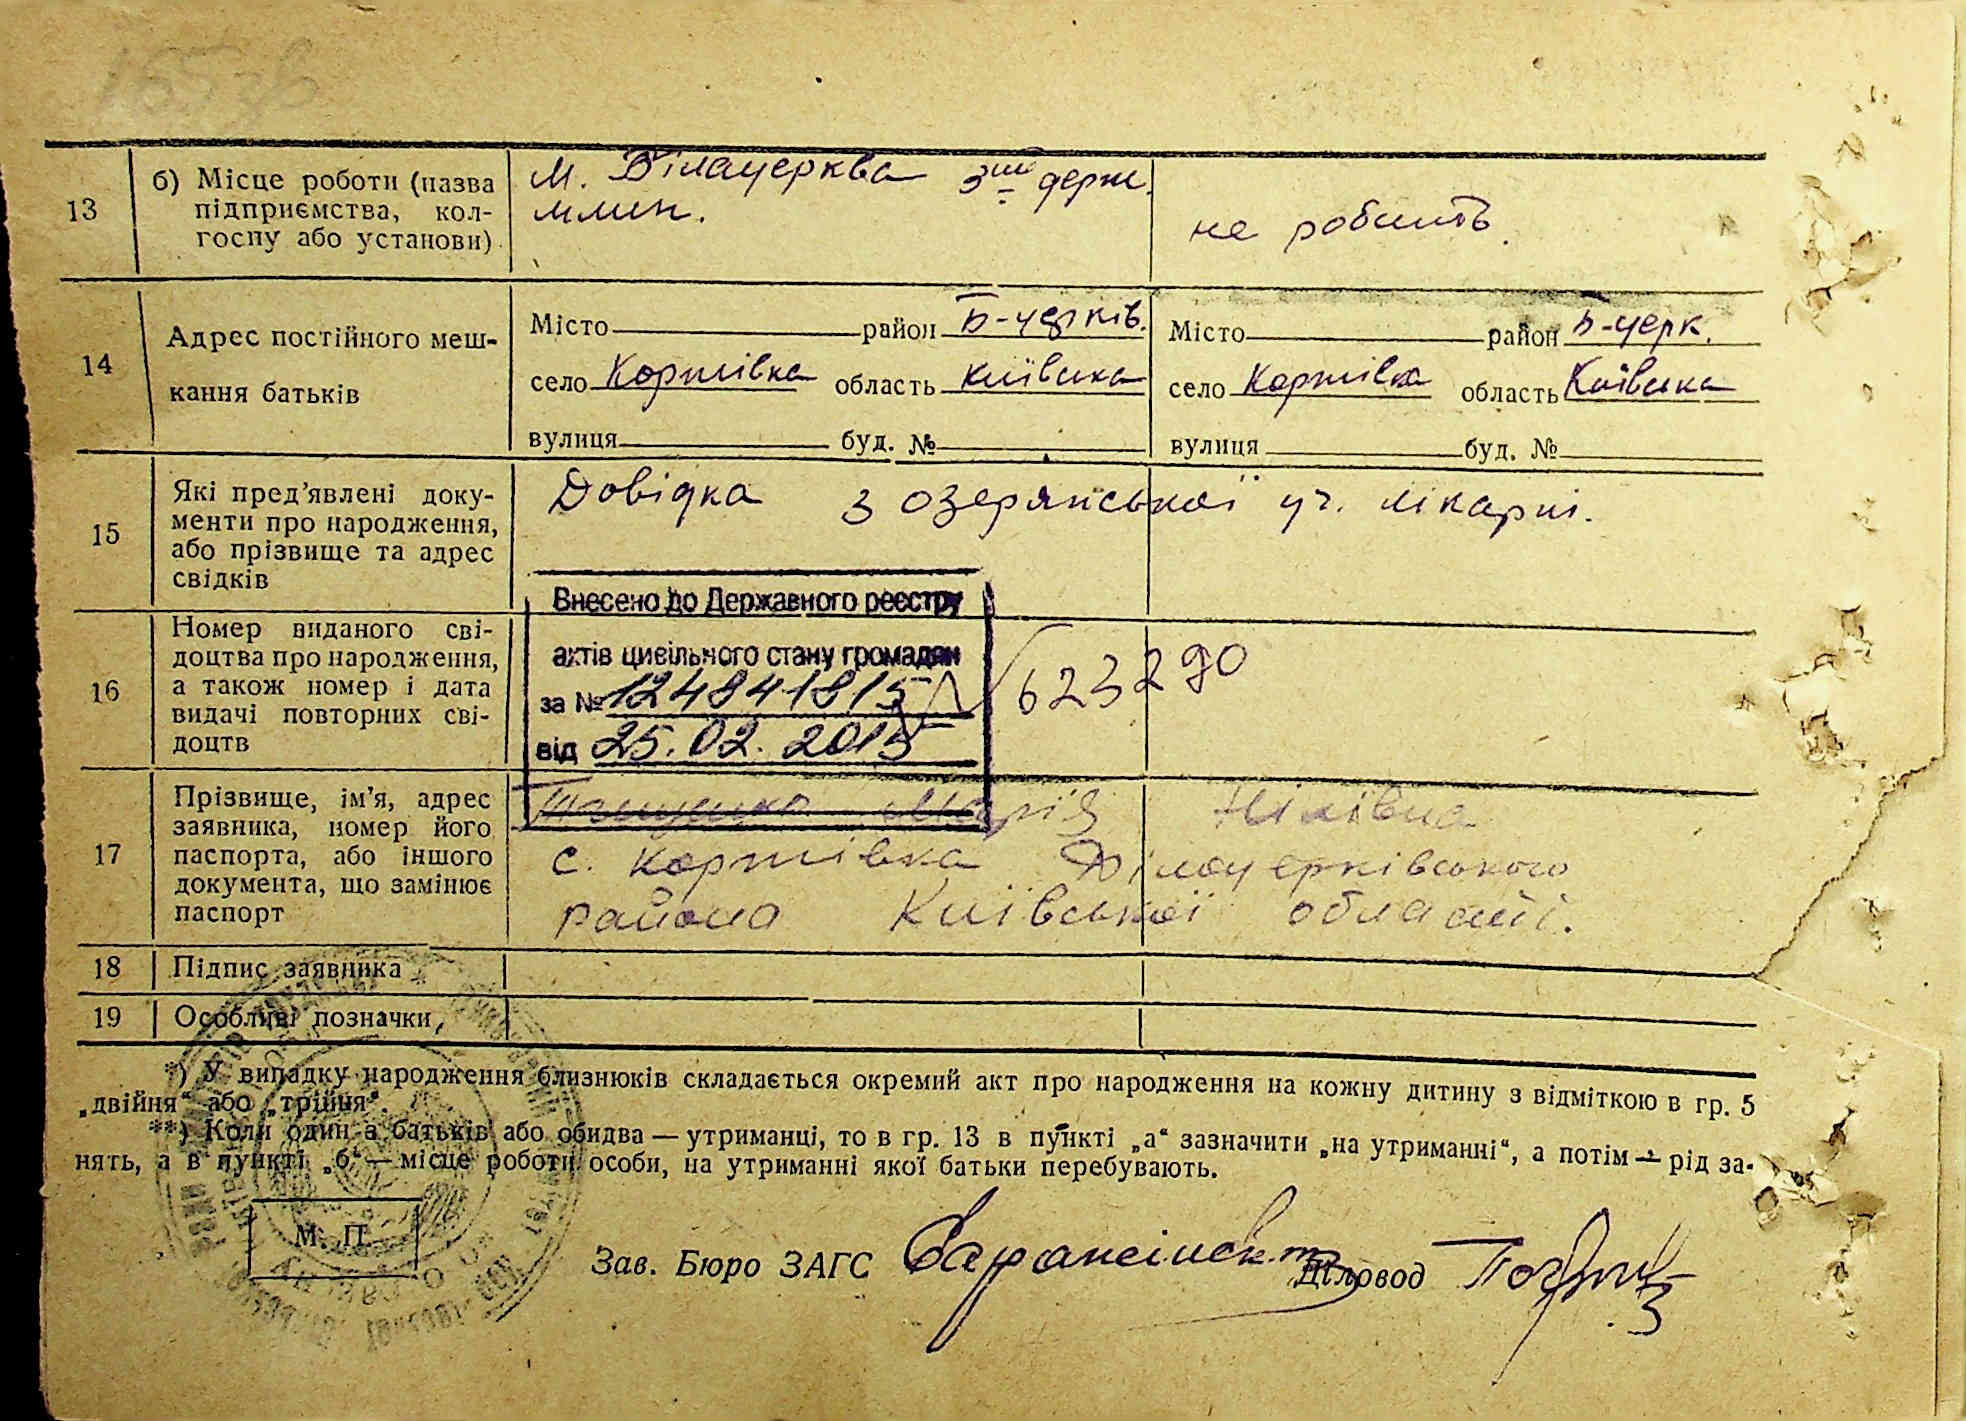 13
б) Місце роботи (назва
підприємства, кол-
госпу або установи)
м. Білацерква 3ій держ.
млин.
не робить.
14
Адрес постійного меш-
кання батьків
Місто район Б-церків.
село Коржівка область Київська
вулиця буд. №
Місто район Б-церк.
село Коржівка область Київська
вулиця буд. №
15
Які пред’явлені доку-
менти про народження,
або прізвище та адрес
свідків
Довідка з Озерянської уч. лікарні.
16
Номер виданого сві-
доцтва про народження,
а також номер і дата
видачі повторних сві-
доцтв
Внесено до Державного реєстру
актів цивільного стану громадян
за № 124841815
від 25.02.2015
623290
17
Прізвище, ім’я, адрес
заявника, номер його
паспорта, або іншого
документа, що замінює
паспорт
Марія Нілівна
с. Коржівка Білоцерківського
района Київської області.
18
Підпис заявника
19
Особливі позначки
*) У випадку народження близнюків складається окремий акт про народження на кожну дитину з відміткою в гр. 5
„двійня“ або „трійня“.
**) Коли один з батьків або обидва — утриманці, то в гр. 13 в пункті „а“ зазначити „на утриманні“, а потім — рід за-
нять, а в пункті „б“ — місце роботи особи, на утриманні якої батьки перебувають.
М. П.
Зав. Бюро ЗАГС
Діловод